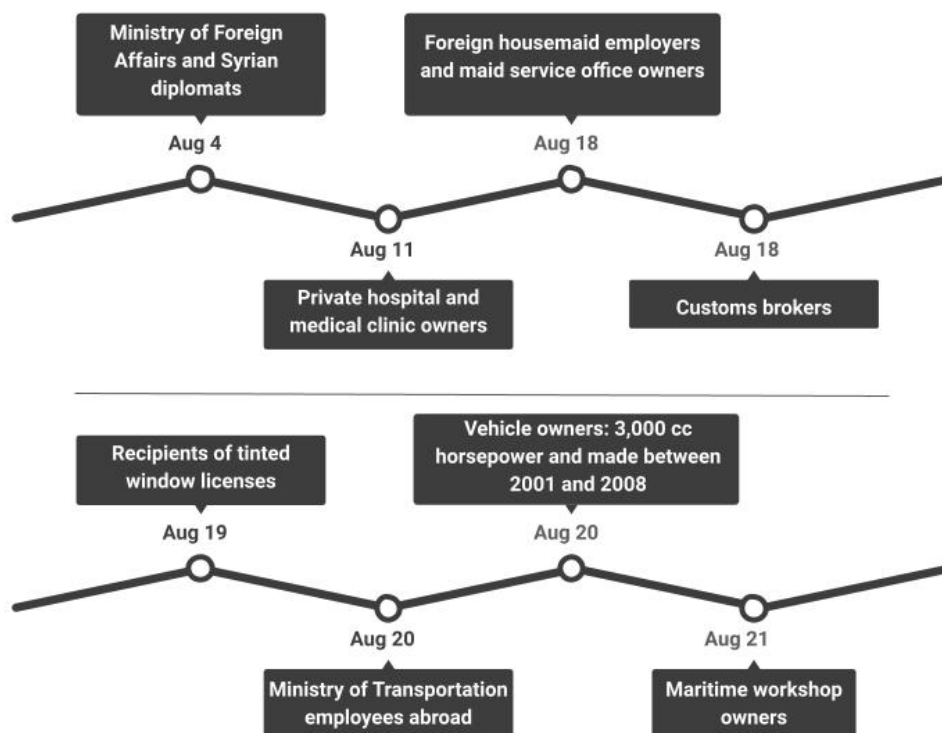 Ministry of Foreign
Affairs and Syrian
diplomats
Aug 4
Foreign housemaid employers
and maid service office owners
Aug 18
Aug 11
Private hospital and
medical clinic owners
Aug 18
Customs brokers
Recipients of tinted
window licenses
Aug 19
Vehicle owners: 3,000 cc
horsepower and made between
2001 and 2008
Aug 20
Aug 20
Ministry of Transportation
employees abroad
Aug 21
Maritime workshop
owners